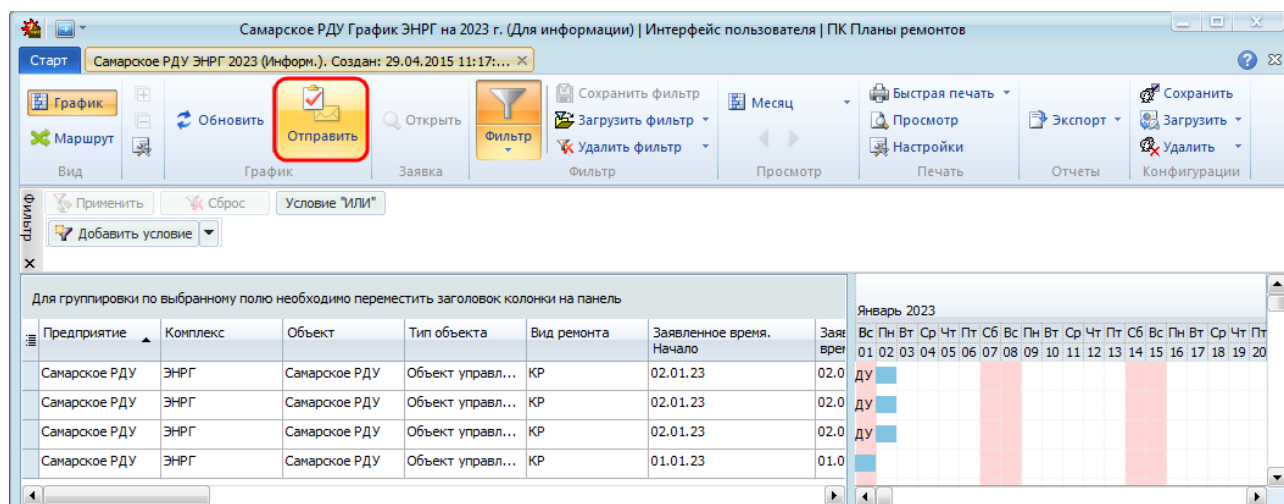 Самарское РДУ График ЭНРГ на 2023 г. (Для информации) | Интерфейс пользователя | ПК Планы ремонтов
Старт Самарское РДУ ЭНРГ 2023 (Информ.). Создан: 29.04.2015 11:17:...
График Обновить Отправить Открыть Фильтр Сохранить фильтр Месяц Быстрая печать Экспорт Сохранить
Загрузить фильтр Просмотр Загрузить
Маршрут Удалить фильтр Настройки Удалить
Вид График Заявка Фильтр Просмотр Печать Отчеты Конфигурации
Фильтр
Применить Сброс Условие "ИЛИ"
Добавить условие
Для группировки по выбранному полю необходимо переместить заголовок колонки на панель
Январь 2023
Предприятие Комплекс Объект Тип объекта Вид ремонта Заявленное время. Начало Вс Пн Вт Ср Чт Пт Сб Вс Пн Вт Ср Чт Пт Сб Вс Пн Вт Ср Чт Пт
01 02 03 04 05 06 07 08 09 10 11 12 13 14 15 16 17 18 19 20
Самарское РДУ ЭНРГ Самарское РДУ Объект управл... КР 02.01.23 02.0 ДУ
Самарское РДУ ЭНРГ Самарское РДУ Объект управл... КР 02.01.23 02.0 ДУ
Самарское РДУ ЭНРГ Самарское РДУ Объект управл... КР 02.01.23 02.0 ДУ
Самарское РДУ ЭНРГ Самарское РДУ Объект управл... КР 01.01.23 01.0